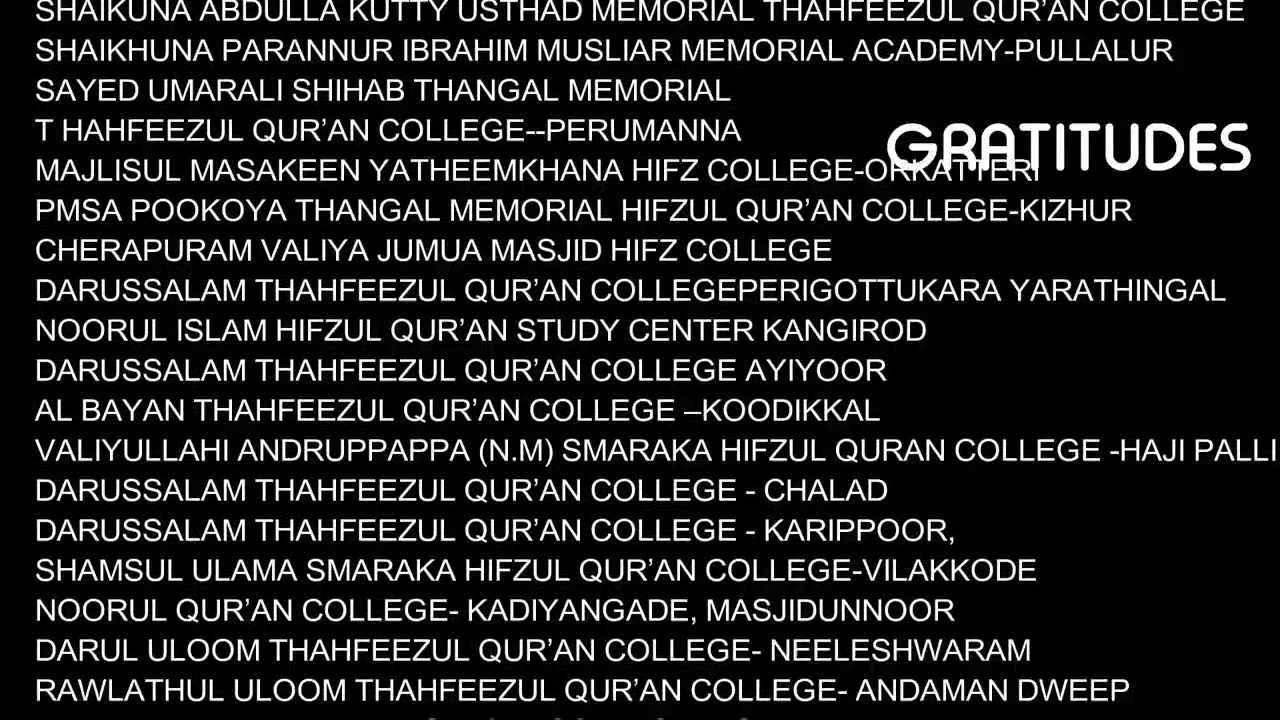 SHAIKUNA ABDULLA KUTTY USTHAD MEMORIAL THAHFEEZUL QUR’AN COLLEGE
SHAIKHUNA PARANNUR IBRAHIM MUSLIAR MEMORIAL ACADEMY-PULLALUR
SAYED UMARALI SHIHAB THANGAL MEMORIAL
T HAHFEEZUL QUR’AN COLLEGE--PERUMANNA
GRATITUDES
MAJLISUL MASAKEEN YATHEEMKHANA HIFZ COLLEGE-ORKATTERI
PMSA POOKOYA THANGAL MEMORIAL HIFZUL QUR’AN COLLEGE-KIZHUR
CHERAPURAM VALIYA JUMUA MASJID HIFZ COLLEGE
DARUSSALAM THAHFEEZUL QUR’AN COLLEGEPERIGOTTUKARA YARATHINGAL
NOORUL ISLAM HIFZUL QUR’AN STUDY CENTER KANGIROD
DARUSSALAM THAHFEEZUL QUR’AN COLLEGE AYIYOOR
AL BAYAN THAHFEEZUL QUR’AN COLLEGE –KOODIKKAL
VALIYULLAHI ANDRUPPAPPA (N.M) SMARAKA HIFZUL QURAN COLLEGE -HAJI PALLI
DARUSSALAM THAHFEEZUL QUR’AN COLLEGE - CHALAD
DARUSSALAM THAHFEEZUL QUR’AN COLLEGE - KARIPPOOR,
SHAMSUL ULAMA SMARAKA HIFZUL QUR’AN COLLEGE-VILAKKODE
NOORUL QUR’AN COLLEGE- KADIYANGADE, MASJIDUNNOOR
DARUL ULOOM THAHFEEZUL QUR’AN COLLEGE- NEELESHWARAM
RAWLATHUL ULOOM THAHFEEZUL QUR’AN COLLEGE- ANDAMAN DWEEP